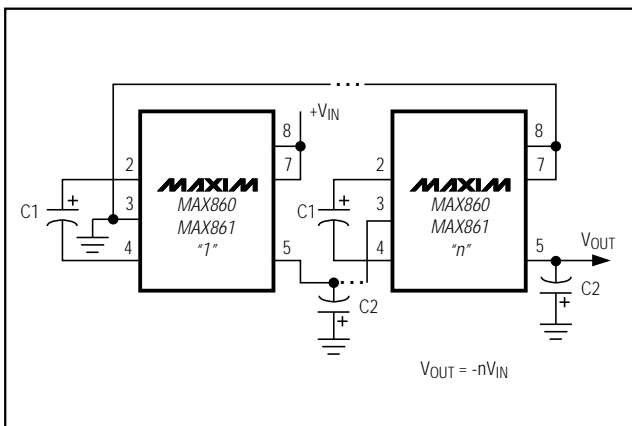 +VIN
8
7
2
3
4
5
C1
+
MAXIM
MAX860
MAX861
"1"
C2
+
8
7
2
3
4
5
C1
+
MAXIM
MAX860
MAX861
"n"
VOUT
C2
+
VOUT = -nVIN